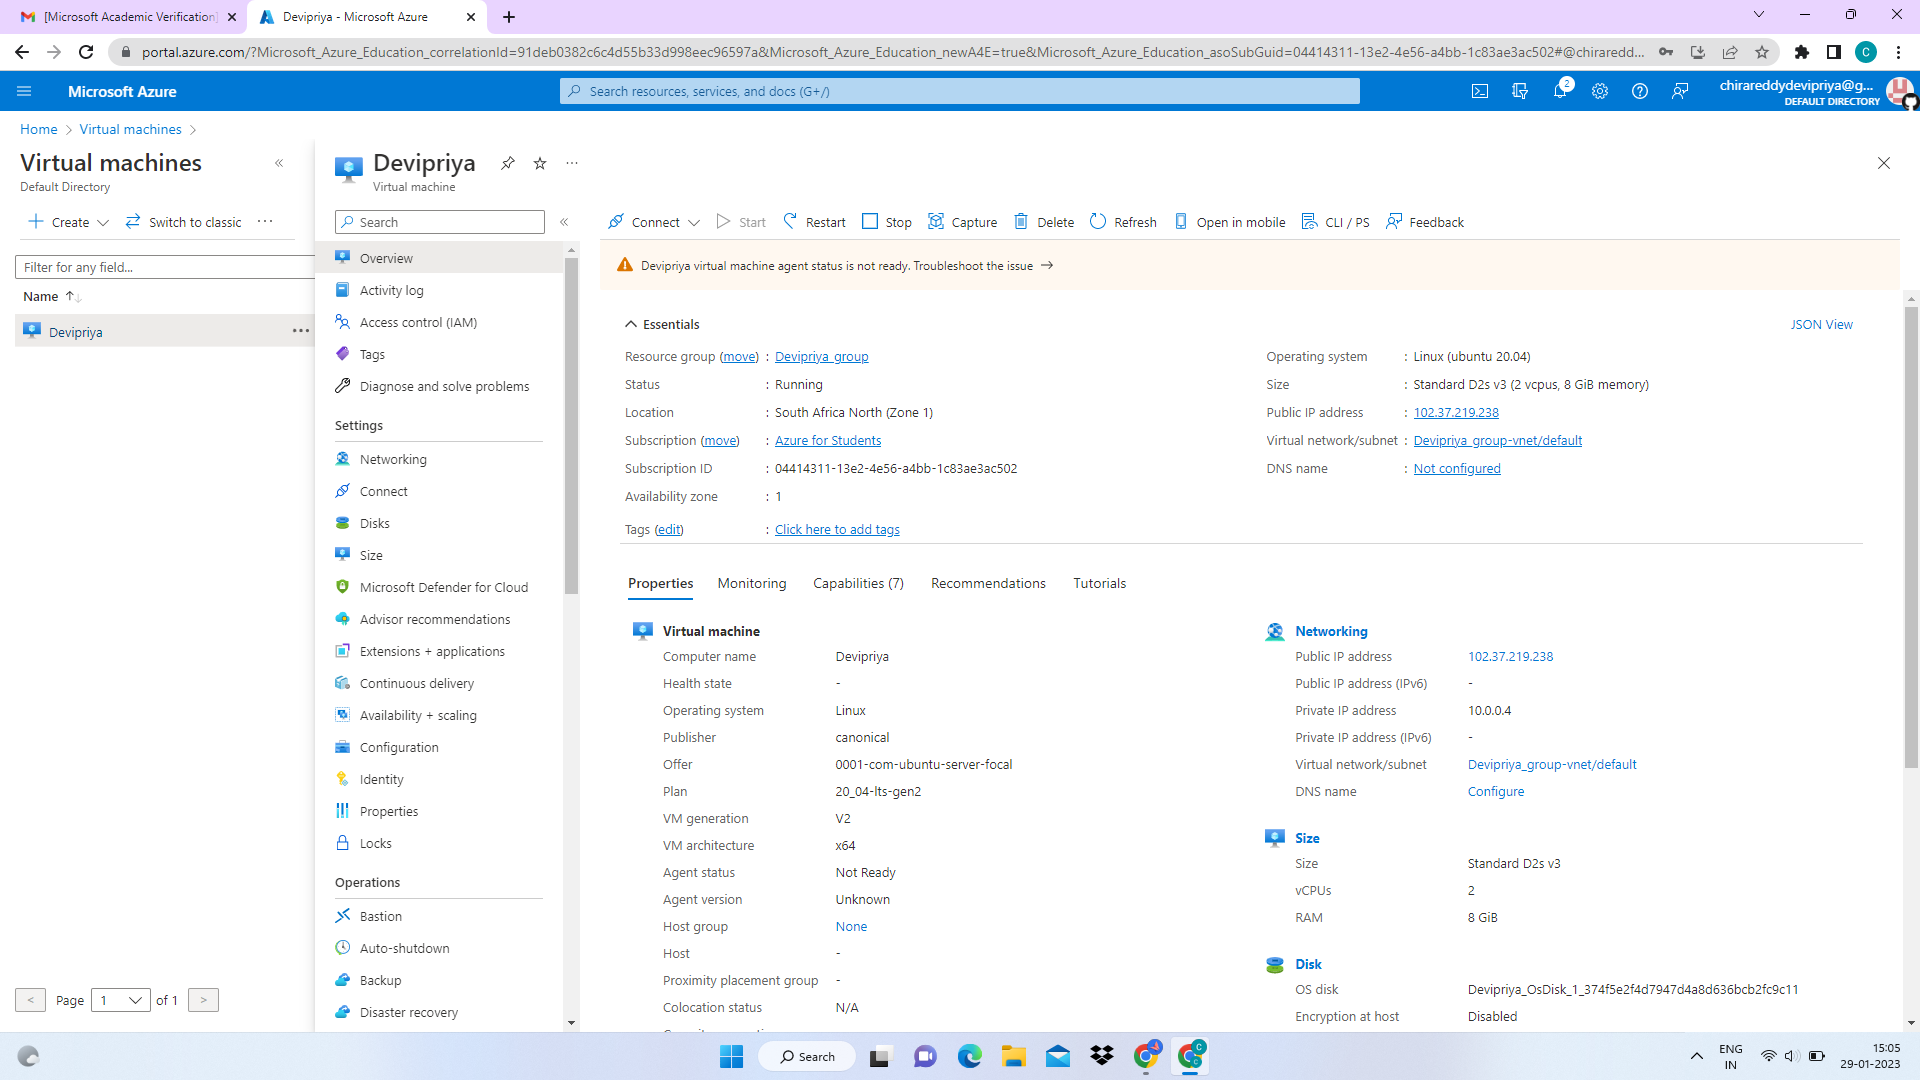 [Microsoft Academic Verification]
Devipriya - Microsoft Azure
portal.azure.com/?Microsoft_Azure_Education_correlationId=91deb0382c6c4d55b33d998eec96597a&Microsoft_Azure_Education_newA4E=true&Microsoft_Azure_Education_asoSubGuid=04414311-13e2-4e56-a4bb-1c83ae3ac502#@chiraredd...
C
Microsoft Azure
Search resources, services, and docs (G+/)
2
chirareddydevipriya@g...
DEFAULT DIRECTORY
Home > Virtual machines >
Virtual machines
Default Directory
Create
Switch to classic
Filter for any field...
Name
Devipriya
< Page 1 of 1 >
Devipriya
Virtual machine
Search
Overview
Activity log
Access control (IAM)
Tags
Diagnose and solve problems
Settings
Networking
Connect
Disks
Size
Microsoft Defender for Cloud
Advisor recommendations
Extensions + applications
Continuous delivery
Availability + scaling
Configuration
Identity
Properties
Locks
Operations
Bastion
Auto-shutdown
Backup
Disaster recovery
Connect Start Restart Stop Capture Delete Refresh Open in mobile CLI / PS Feedback
Devipriya virtual machine agent status is not ready. Troubleshoot the issue →
Essentials
JSON View
Resource group (move) : Devipriya_group
Status : Running
Location : South Africa North (Zone 1)
Subscription (move) : Azure for Students
Subscription ID : 04414311-13e2-4e56-a4bb-1c83ae3ac502
Availability zone : 1
Tags (edit) : Click here to add tags
Operating system : Linux (ubuntu 20.04)
Size : Standard D2s v3 (2 vcpus, 8 GiB memory)
Public IP address : 102.37.219.238
Virtual network/subnet : Devipriya_group-vnet/default
DNS name : Not configured
Properties Monitoring Capabilities (7) Recommendations Tutorials
Virtual machine
Computer name Devipriya
Health state -
Operating system Linux
Publisher canonical
Offer 0001-com-ubuntu-server-focal
Plan 20_04-lts-gen2
VM generation V2
VM architecture x64
Agent status Not Ready
Agent version Unknown
Host group None
Host -
Proximity placement group -
Colocation status N/A
Networking
Public IP address 102.37.219.238
Public IP address (IPv6) -
Private IP address 10.0.0.4
Private IP address (IPv6) -
Virtual network/subnet Devipriya_group-vnet/default
DNS name Configure
Size
Size Standard D2s v3
vCPUs 2
RAM 8 GiB
Disk
OS disk Devipriya_OsDisk_1_374f5e2f4d7947d4a8d636bcb2fc9c11
Encryption at host Disabled
Search
ENG
IN
15:05
29-01-2023